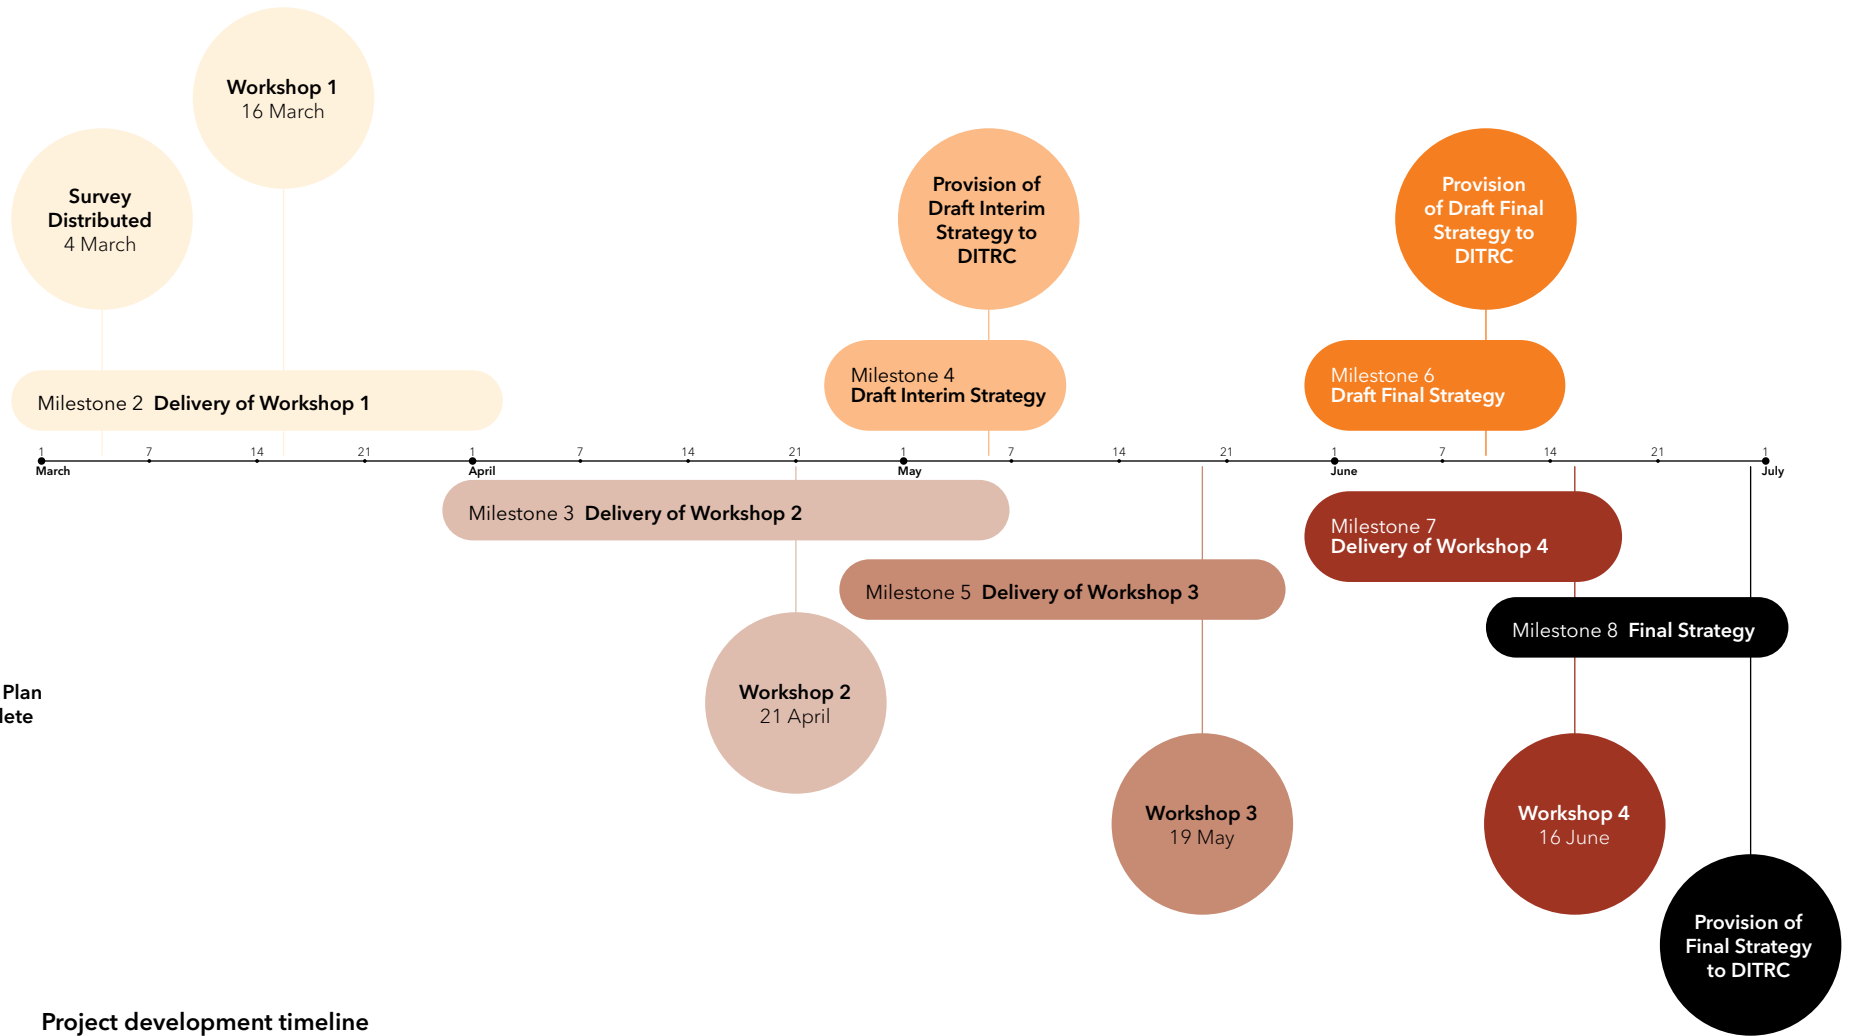 Workshop 1
16 March
Survey
Distributed
4 March
Provision of
Draft Interim
Strategy to
DITRC
Provision
of Draft Final
Strategy to
DITRC
Milestone 2 Delivery of Workshop 1
Milestone 4
Draft Interim Strategy
Milestone 6
Draft Final Strategy
1 7 14 21 1 7 14 21 1 7 14 21 1 7 14 21 1
March April May June July
Milestone 3 Delivery of Workshop 2
Milestone 7
Delivery of Workshop 4
Milestone 5 Delivery of Workshop 3
Milestone 8 Final Strategy
Plan
lete
Workshop 2
21 April
Workshop 3
19 May
Workshop 4
16 June
Provision of
Final Strategy
to DITRC
Project development timeline